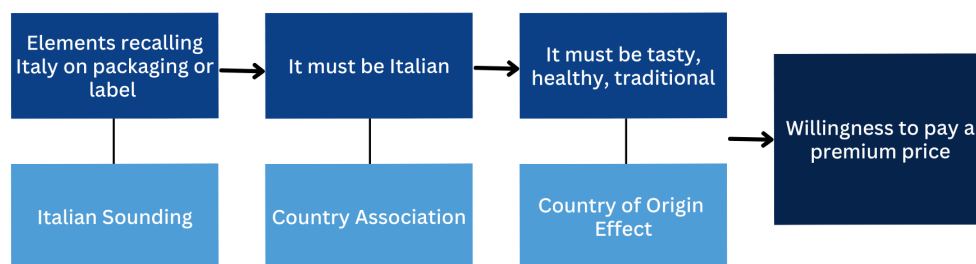 Elements recalling
Italy on packaging or
label
It must be Italian
It must be tasty,
healthy, traditional
Willingness to pay a
premium price
Italian Sounding
Country Association
Country of Origin
Effect